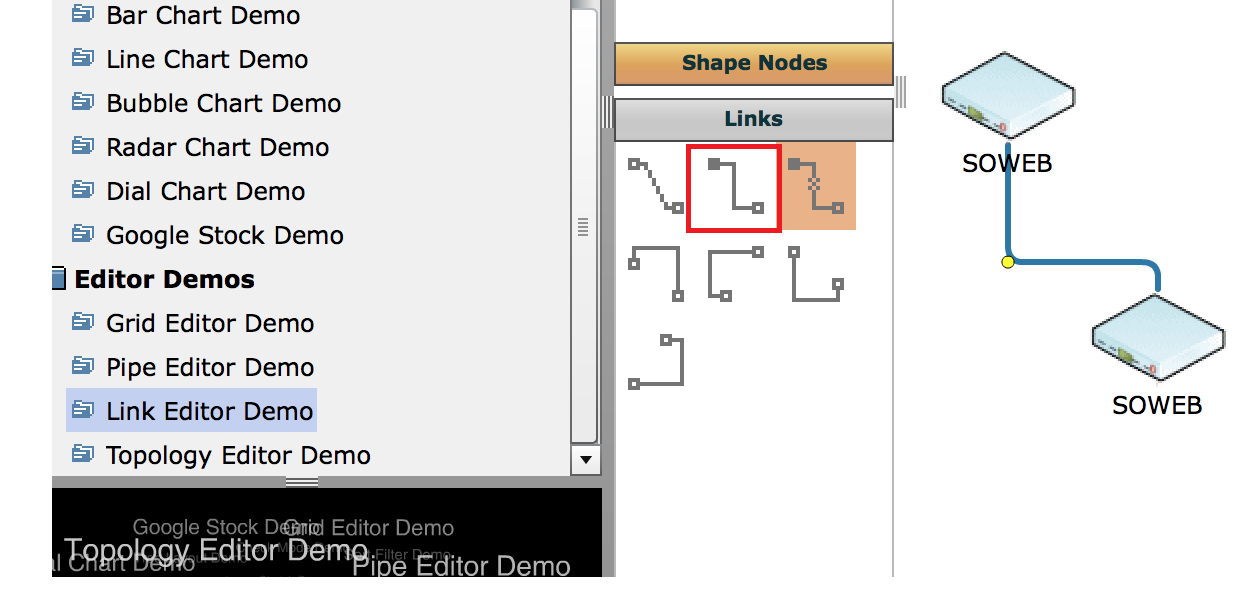 Bar Chart Demo
Line Chart Demo
Bubble Chart Demo
Radar Chart Demo
Dial Chart Demo
Google Stock Demo
Editor Demos
Grid Editor Demo
Pipe Editor Demo
Link Editor Demo
Topology Editor Demo
Google Stock Demo
Grid Editor Demo
Topology Editor Demo
Filter Demo
al Chart Demo
Pipe Editor Demo
Shape Nodes
Links
SOWEB
SOWEB